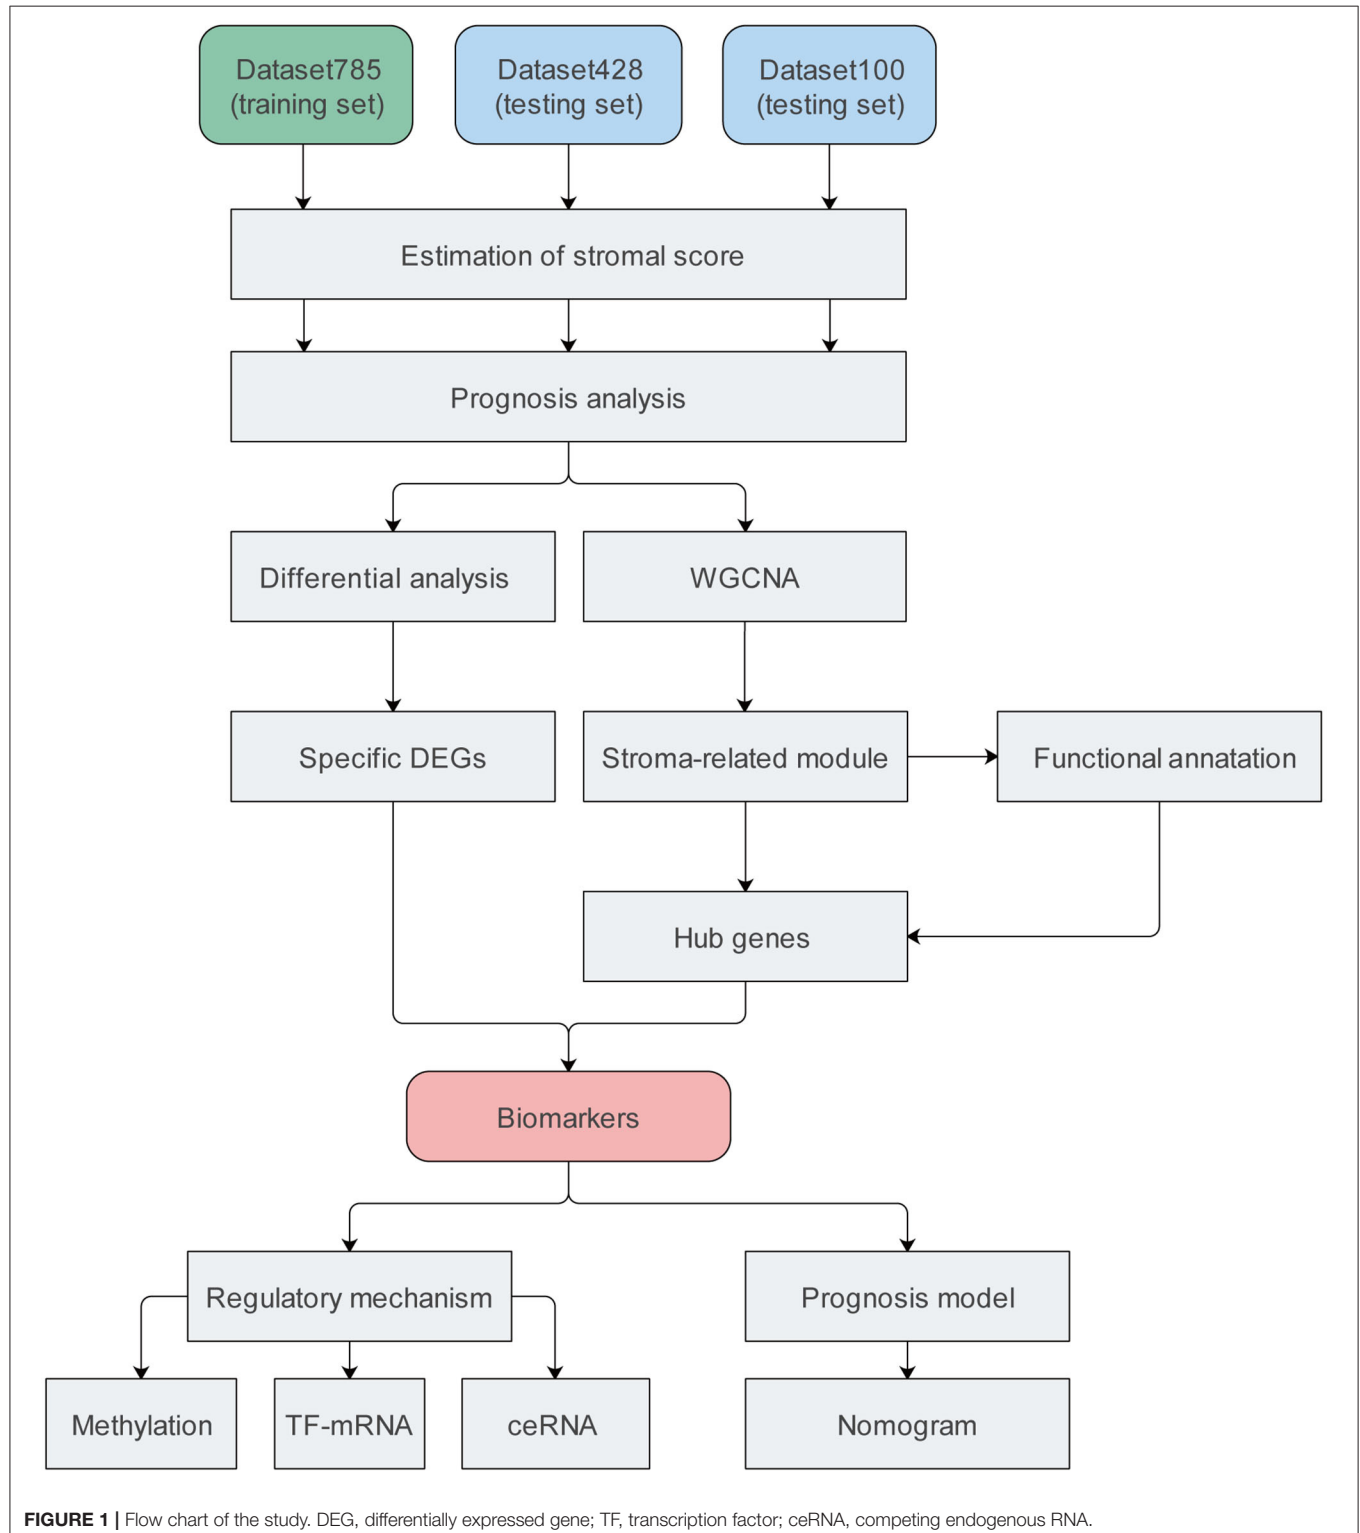 Dataset785
(training set)
Dataset428
(testing set)
Dataset100
(testing set)
Estimation of stromal score
Prognosis analysis
Differential analysis
WGCNA
Specific DEGs
Stroma-related module
Functional annatation
Hub genes
Biomarkers
Regulatory mechanism
Prognosis model
Methylation
TF-mRNA
ceRNA
Nomogram
FIGURE 1 | Flow chart of the study. DEG, differentially expressed gene; TF, transcription factor; ceRNA, competing endogenous RNA.